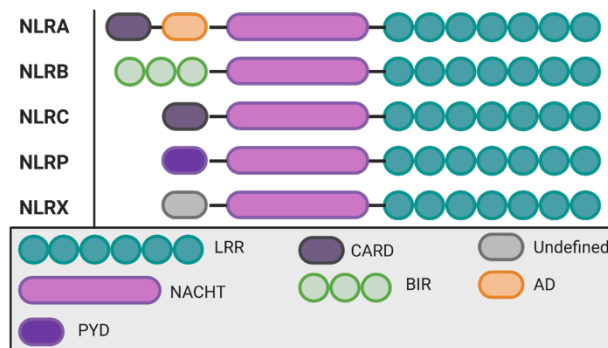 NLRA
NLRB
NLRC
NLRP
NLRX
LRR
CARD
Undefined
NACHT
BIR
AD
PYD